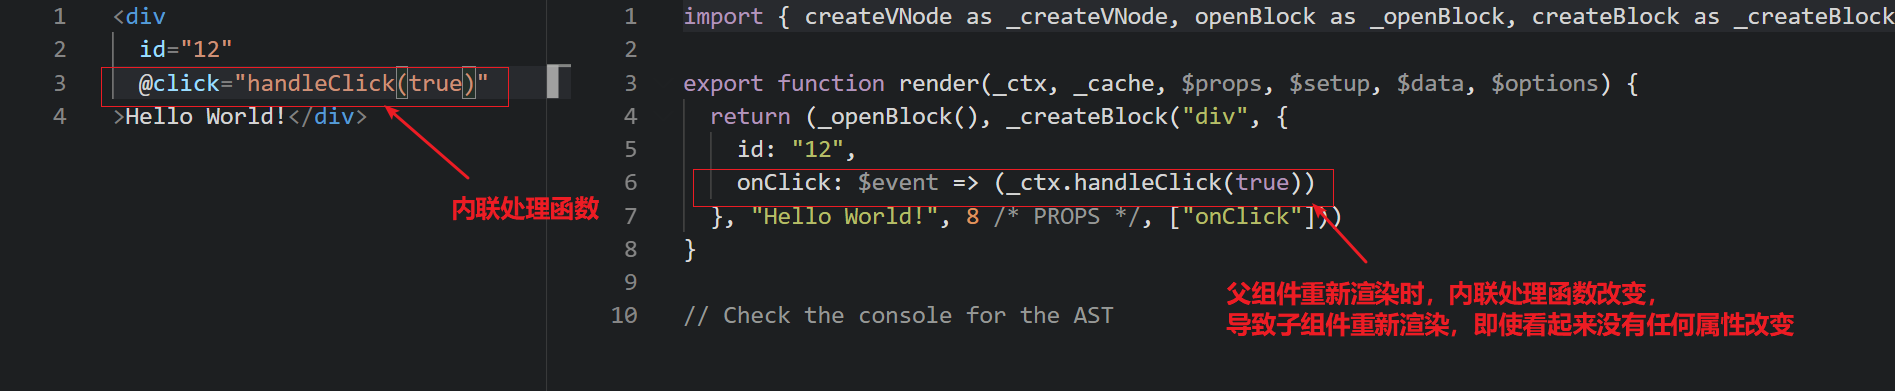 1 <div
2 id="12"
3 @click="handleClick(true)"
4 >Hello World!</div>
内联处理函数
1 import { createVNode as _createVNode, openBlock as _openBlock, createBlock as _createBlock
2
3 export function render(_ctx, _cache, $props, $setup, $data, $options) {
4 return (_openBlock(), _createBlock("div", {
5 id: "12",
6 onClick: $event => (_ctx.handleClick(true))
7 }, "Hello World!", 8 /* PROPS */, ["onClick"]))
8 }
9
10 // Check the console for the AST
父组件重新渲染时，内联处理函数改变，
导致子组件重新渲染，即使看起来没有任何属性改变